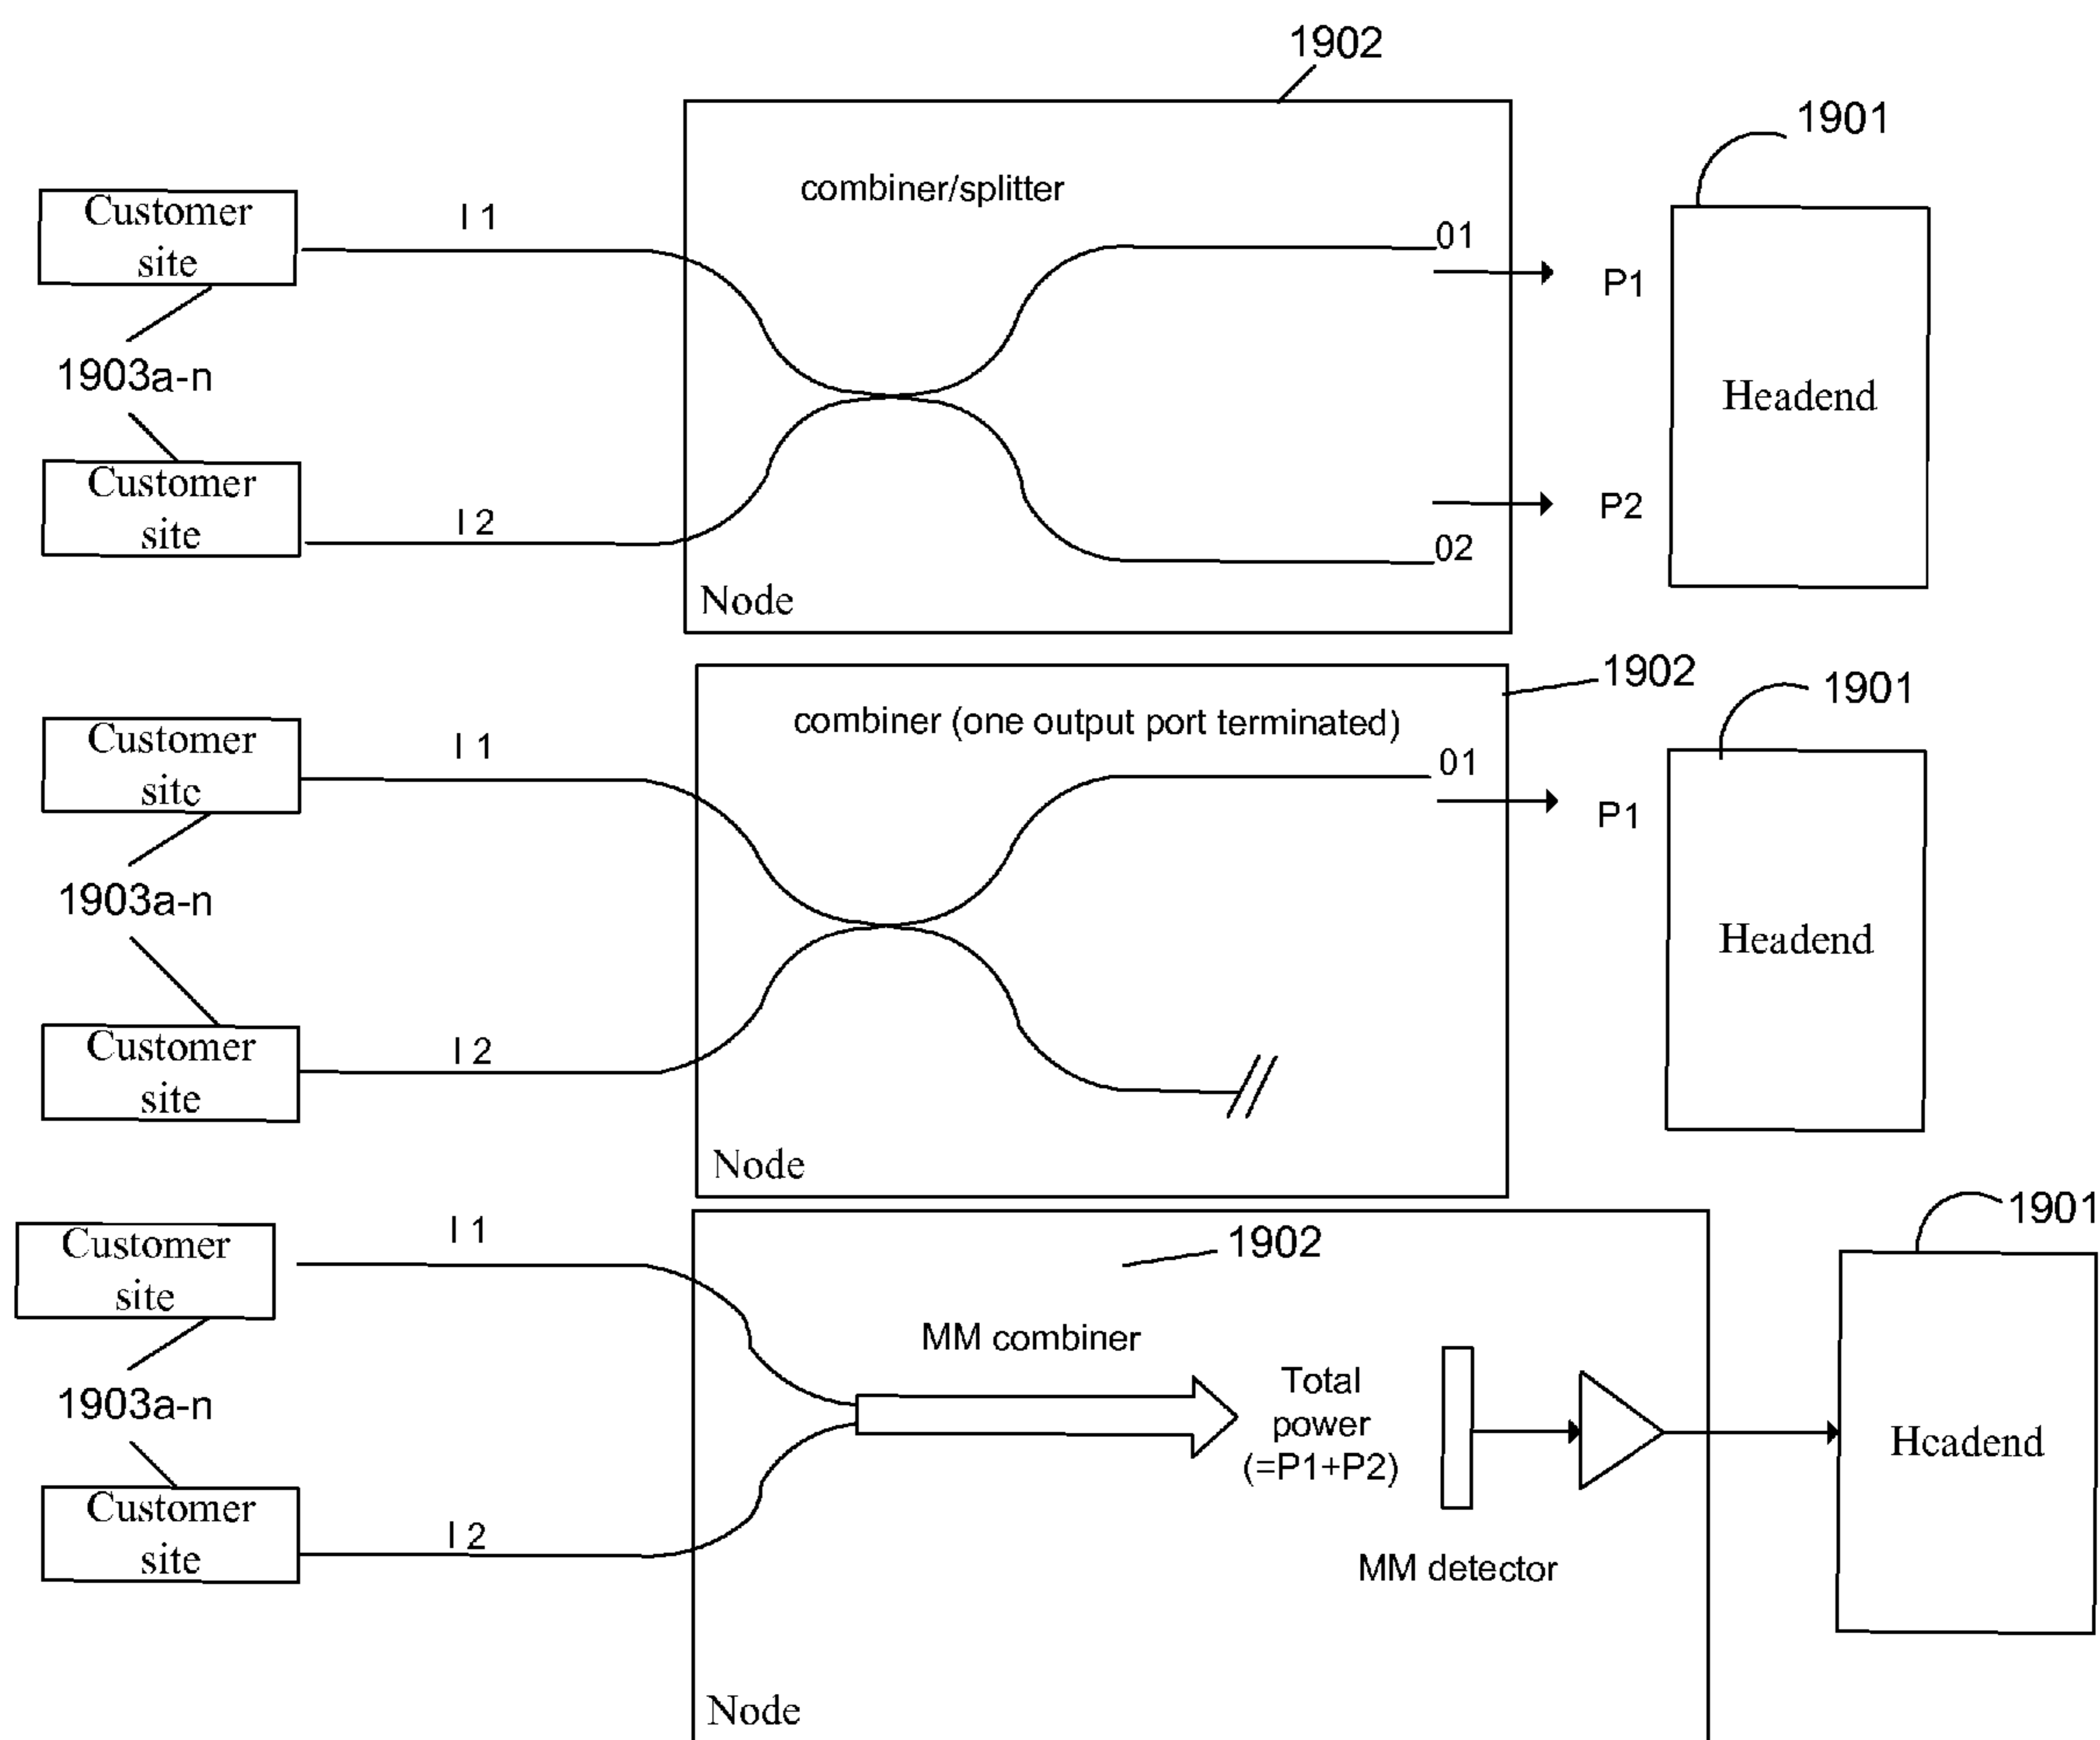 1902
1901
combiner/splitter
Customer
site
I 1
01
P1
1903a-n
Headend
Customer
site
I 2
P2
02
Node
1902
1901
combiner (one output port terminated)
Customer
site
I 1
01
P1
1903a-n
Headend
Customer
site
I 2
Node
1901
1902
Customer
site
I 1
MM combiner
Total
power
(=P1+P2)
1903a-n
Headend
Customer
site
I 2
MM detector
Node